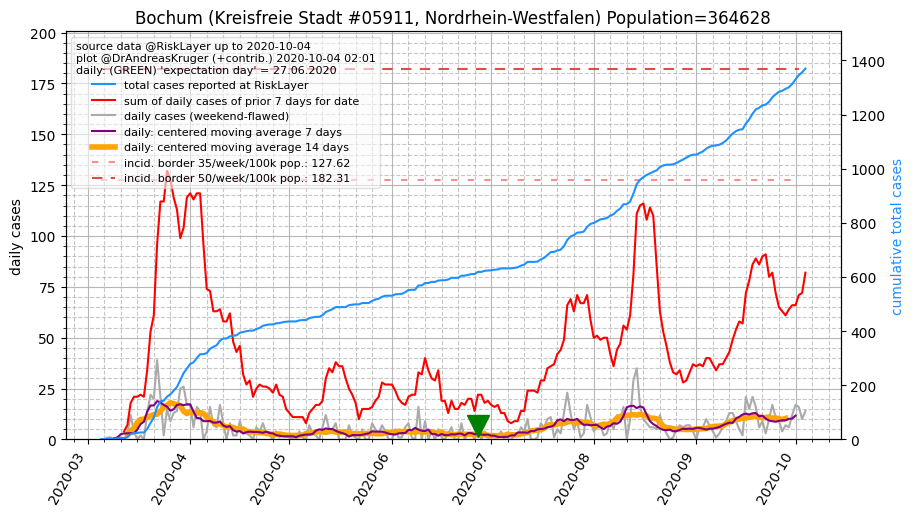 Bochum (Kreisfreie Stadt #05911, Nordrhein-Westfalen) Population=364628
source data @RiskLayer up to 2020-10-04
plot @DrAndreasKruger (+contrib.) 2020-10-04 02:01
daily: (GREEN) 'expectation day' = 27.06.2020
total cases reported at RiskLayer
sum of daily cases of prior 7 days for date
daily cases (weekend-flawed)
daily: centered moving average 7 days
daily: centered moving average 14 days
incid. border 35/week/100k pop.: 127.62
incid. border 50/week/100k pop.: 182.31
daily cases
200
175
150
125
100
75
50
25
0
1400
1200
1000
800
600
400
200
0
cumulative total cases
2020-03
2020-04
2020-05
2020-06
2020-07
2020-08
2020-09
2020-10